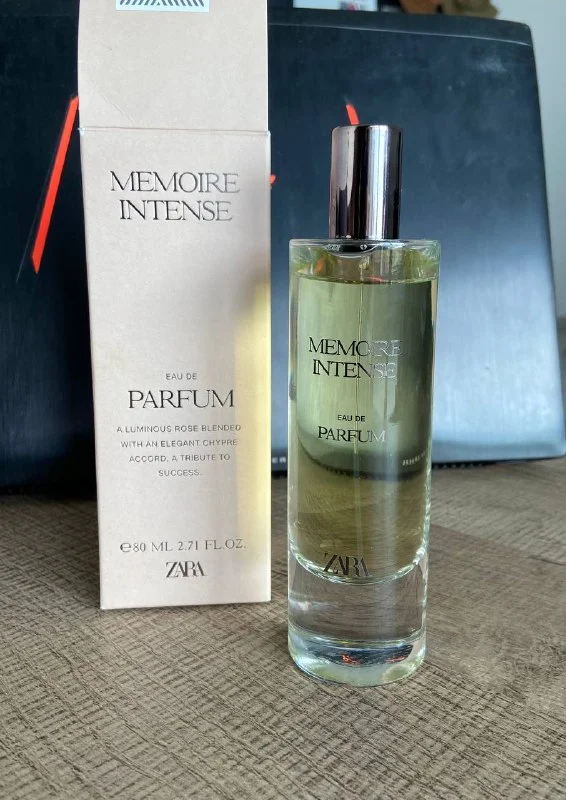 MEMOIRE
INTENSE
EAU DE
PARFUM
A LUMINOUS ROSE BLENDED
WITH AN ELEGANT CHYPRE
ACCORD. A TRIBUTE TO
SUCCESS.
℮80 ML 2.71 FL.OZ.
ZARA
MEMOIRE
INTENSE
EAU DE
PARFUM
ZARA